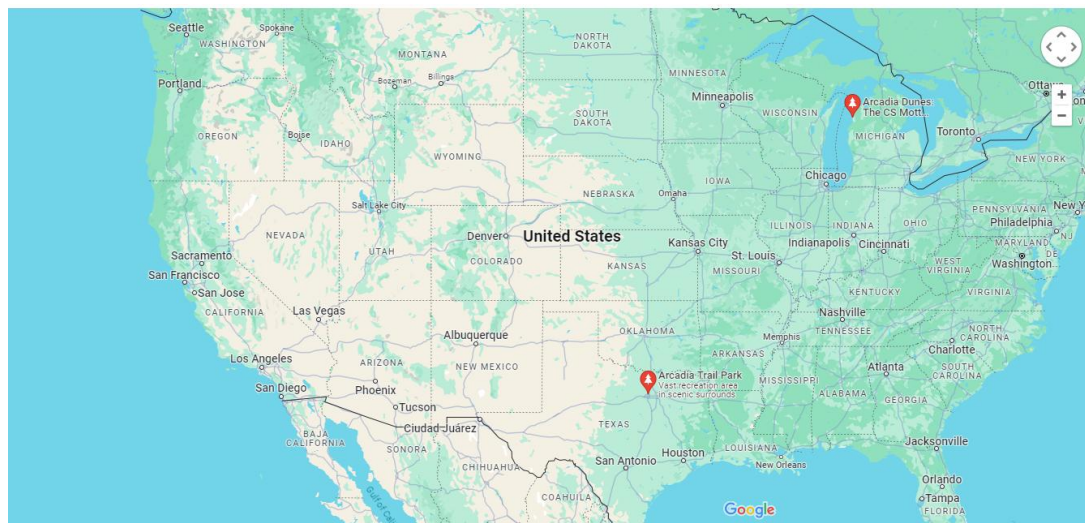 Seattle
Spokane
WASHINGTON
NORTH
DAKOTA
MONTANA
MINNESOTA
Portland
Bozeman
Billings
Minneapolis
WISCONSIN
Arcadia Dunes
The CS Mott...
Ottawa
+
−
SOUTH
DAKOTA
MICHIGAN
Toronto
OREGON
Boise
IDAHO
WYOMING
NEW YORK
Chicago
IOWA
NEBRASKA
Omaha
Salt Lake City
PENNSYLVANIA
New Y
ILLINOIS
INDIANA
OHIO
Philadelphia
NEVADA
UTAH
Denver
United States
Kansas City
Indianapolis
Cincinnati
NJ
MARYLAND
DE
Sacramento
COLORADO
KANSAS
St. Louis
MISSOURI
WEST
VIRGINIA
Washington...
San Francisco
San Jose
KENTUCKY
VIRGINIA
CALIFORNIA
Las Vegas
Nashville
Albuquerque
OKLAHOMA
TENNESSEE
NORTH
CAROLINA
Memphis
Charlotte
Los Angeles
ARIZONA
NEW MEXICO
ARKANSAS
Atlanta
SOUTH
CAROLINA
San Diego
Phoenix
Arcadia Trail Park
Vast recreation area
in scenic surrounds
MISSISSIPPI
ALABAMA
GEORGIA
Tucson
Ciudad Juárez
TEXAS
BAJA
CALIFORNIA
SONORA
LOUISIANA
Jacksonville
CHIHUAHUA
San Antonio
Houston
New Orleans
COAHUILA
Orlando
Tampa
FLORIDA
Gulf of Cal
Google